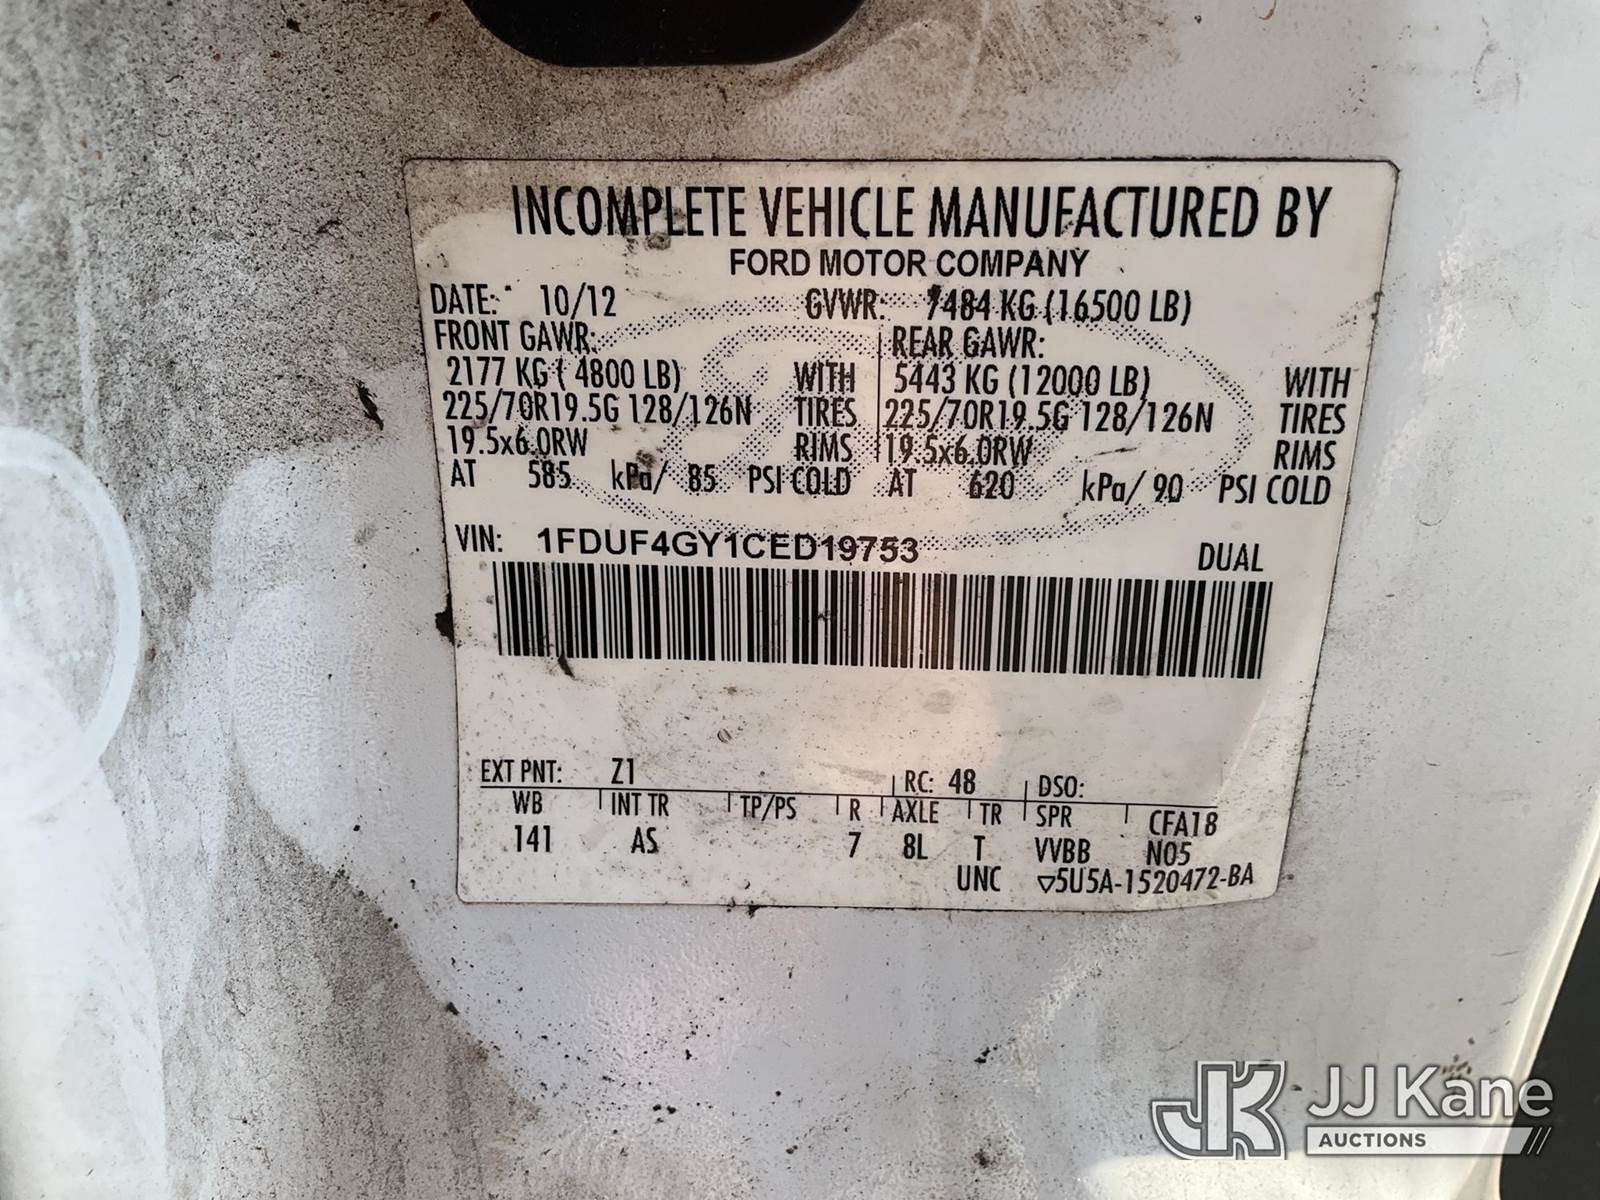 INCOMPLETE VEHICLE MANUFACTURED BY
FORD MOTOR COMPANY
DATE: 10/12 GVWR: 7484 KG (16500 LB)
FRONT GAWR: REAR GAWR:
2177 KG ( 4800 LB) WITH 5443 KG (12000 LB) WITH
225/70R19.5G 128/126N TIRES 225/70R19.5G 128/126N TIRES
19.5x6.0RW RIMS 19.5x6.0RW RIMS
AT 585 kPa/ 85 PSI COLD AT 620 kPa/ 90 PSI COLD
VIN: 1FDUF4GY1CED19753 DUAL
EXT PNT: Z1 RC: 48 DSO:
WB INT TR TP/PS R AXLE TR SPR CFA18
141 AS 7 8L T VVBB N05
UNC ▽5U5A-1520472-BA
JK JJ Kane
AUCTIONS